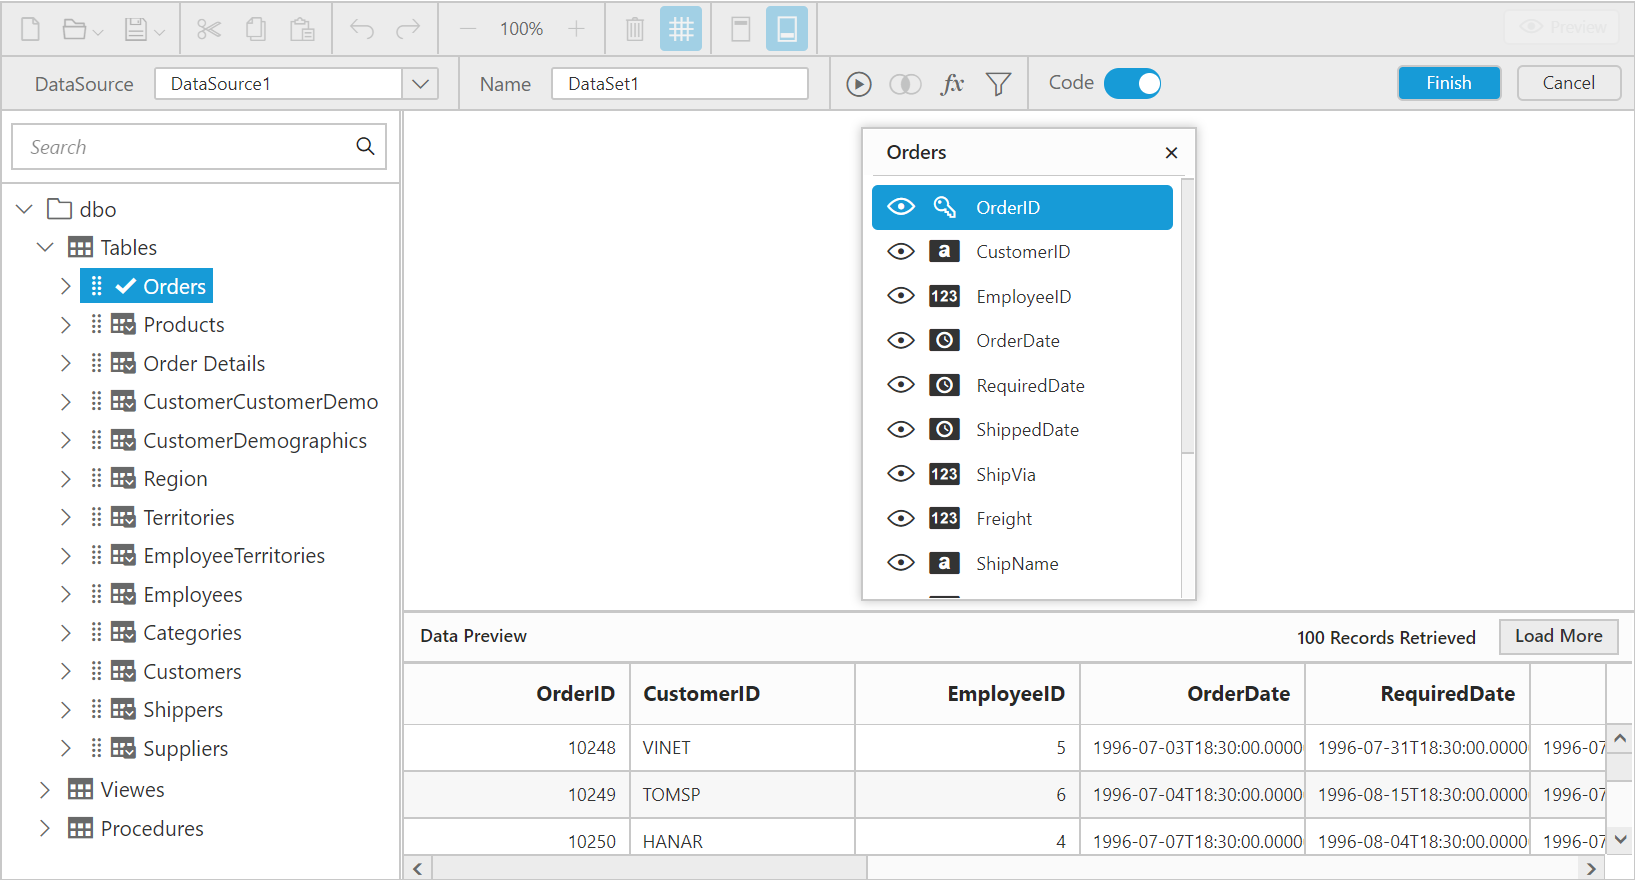 100%
Preview
DataSource DataSource1 Name DataSet1 fx Code Finish Cancel
Search
dbo
Tables
Orders
Products
Order Details
CustomerCustomerDemo
CustomerDemographics
Region
Territories
EmployeeTerritories
Employees
Categories
Customers
Shippers
Suppliers
Viewes
Procedures
Orders
OrderID
a CustomerID
123 EmployeeID
OrderDate
RequiredDate
ShippedDate
123 ShipVia
123 Freight
a ShipName
Data Preview 100 Records Retrieved Load More
OrderID CustomerID EmployeeID OrderDate RequiredDate
10248 VINET 5 1996-07-03T18:30:00.0000 1996-07-31T18:30:00.0000 1996-07
10249 TOMSP 6 1996-07-04T18:30:00.0000 1996-08-15T18:30:00.0000 1996-07
10250 HANAR 4 1996-07-07T18:30:00.0000 1996-08-04T18:30:00.0000 1996-07